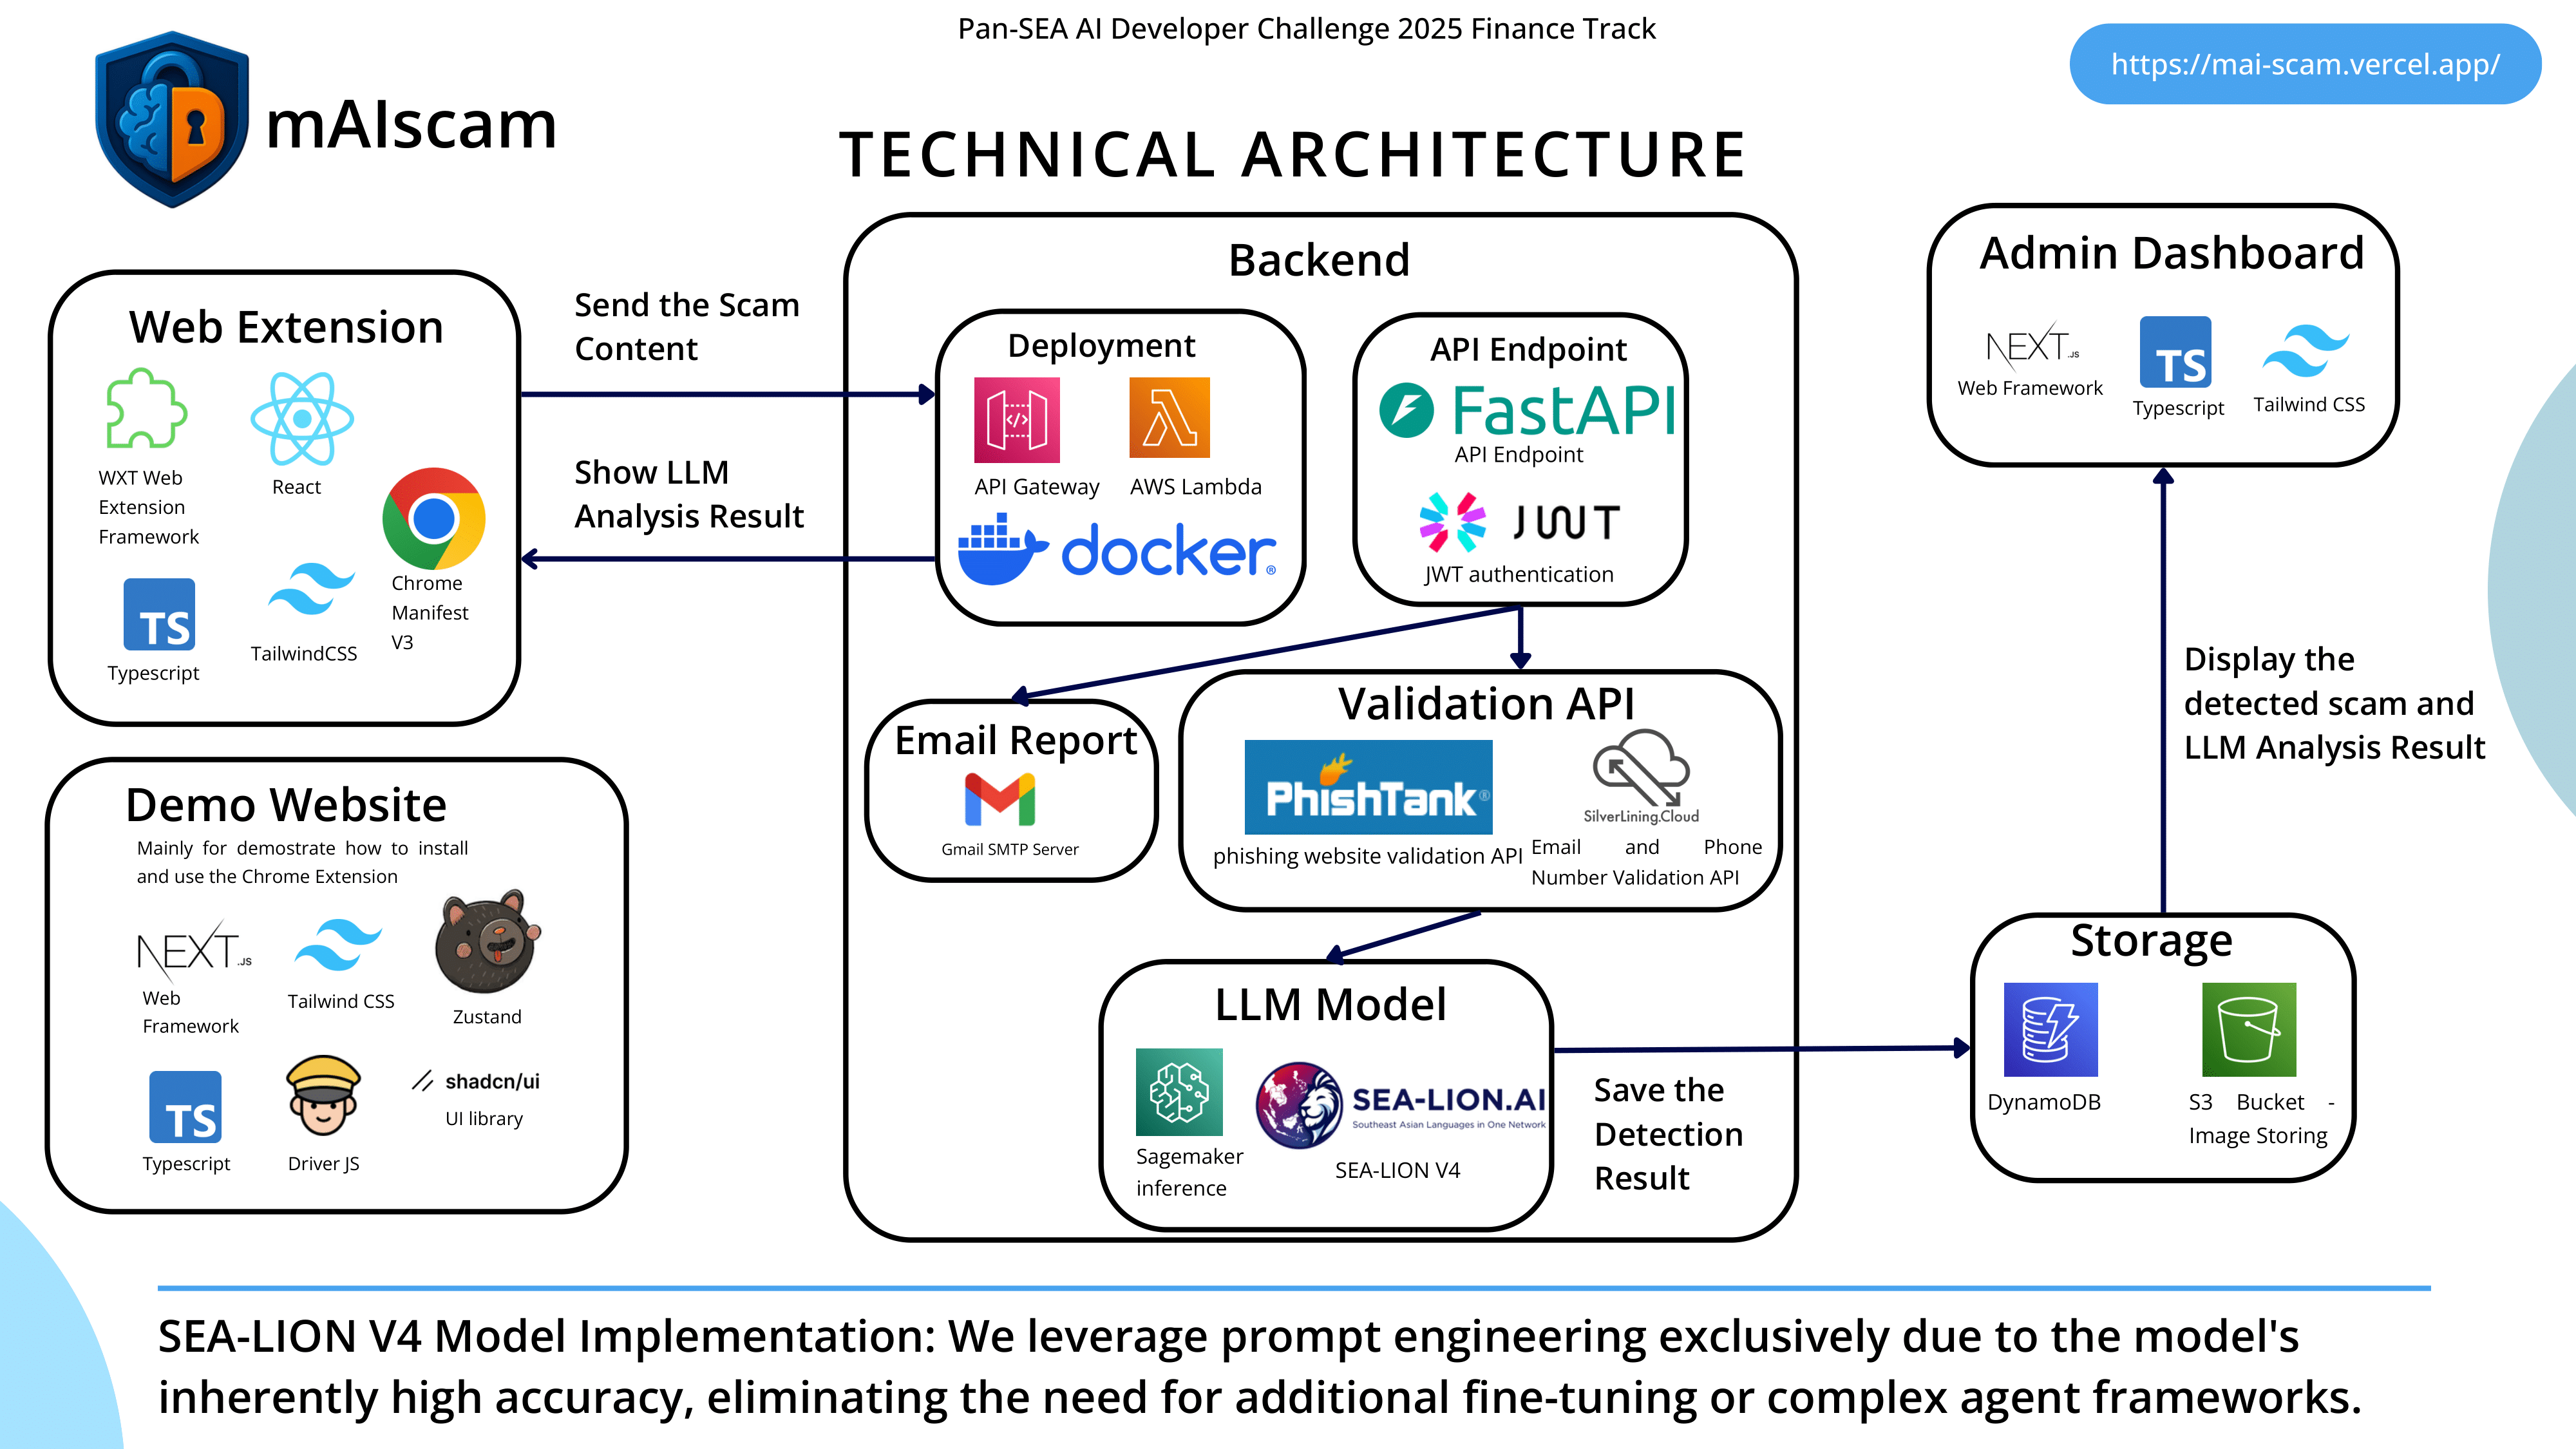 Pan-SEA AI Developer Challenge 2025 Finance Track
https://mai-scam.vercel.app/
mAIscam
TECHNICAL ARCHITECTURE
Web Extension
WXT Web
Extension
Framework
React
Chrome
Manifest
V3
TS
Typescript
TailwindCSS
Send the Scam
Content
Show LLM
Analysis Result
Demo Website
Mainly for demostrate how to install
and use the Chrome Extension
NEXT.JS
Web
Framework
Tailwind CSS
Zustand
TS
Typescript
Driver JS
shadcn/ui
UI library
Backend
Deployment
API Gateway
AWS Lambda
docker®
API Endpoint
FastAPI
API Endpoint
JWT
JWT authentication
Email Report
Gmail SMTP Server
Validation API
PhishTank®
phishing website validation API
SilverLining.Cloud
Email and Phone
Number Validation API
LLM Model
Sagemaker
inference
SEA-LION.AI
Southeast Asian Languages in One Network
SEA-LION V4
Save the
Detection
Result
Admin Dashboard
NEXT.JS
Web Framework
TS
Typescript
Tailwind CSS
Display the
detected scam and
LLM Analysis Result
Storage
DynamoDB
S3 Bucket -
Image Storing
SEA-LION V4 Model Implementation: We leverage prompt engineering exclusively due to the model's
inherently high accuracy, eliminating the need for additional fine-tuning or complex agent frameworks.